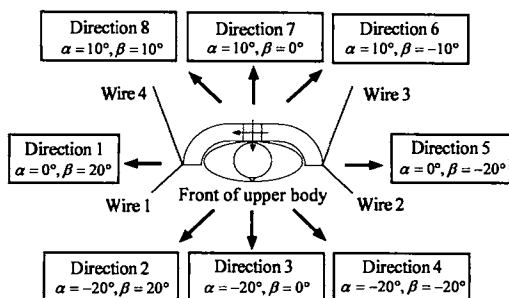 Direction 8
α = 10°, β = 10°
Direction 7
α = 10°, β = 0°
Direction 6
α = 10°, β = −10°
Wire 4
Wire 3
Direction 1
α = 0°, β = 20°
Direction 5
α = 0°, β = −20°
Wire 1
Front of upper body
Wire 2
Direction 2
α = −20°, β = 20°
Direction 3
α = −20°, β = 0°
Direction 4
α = −20°, β = −20°